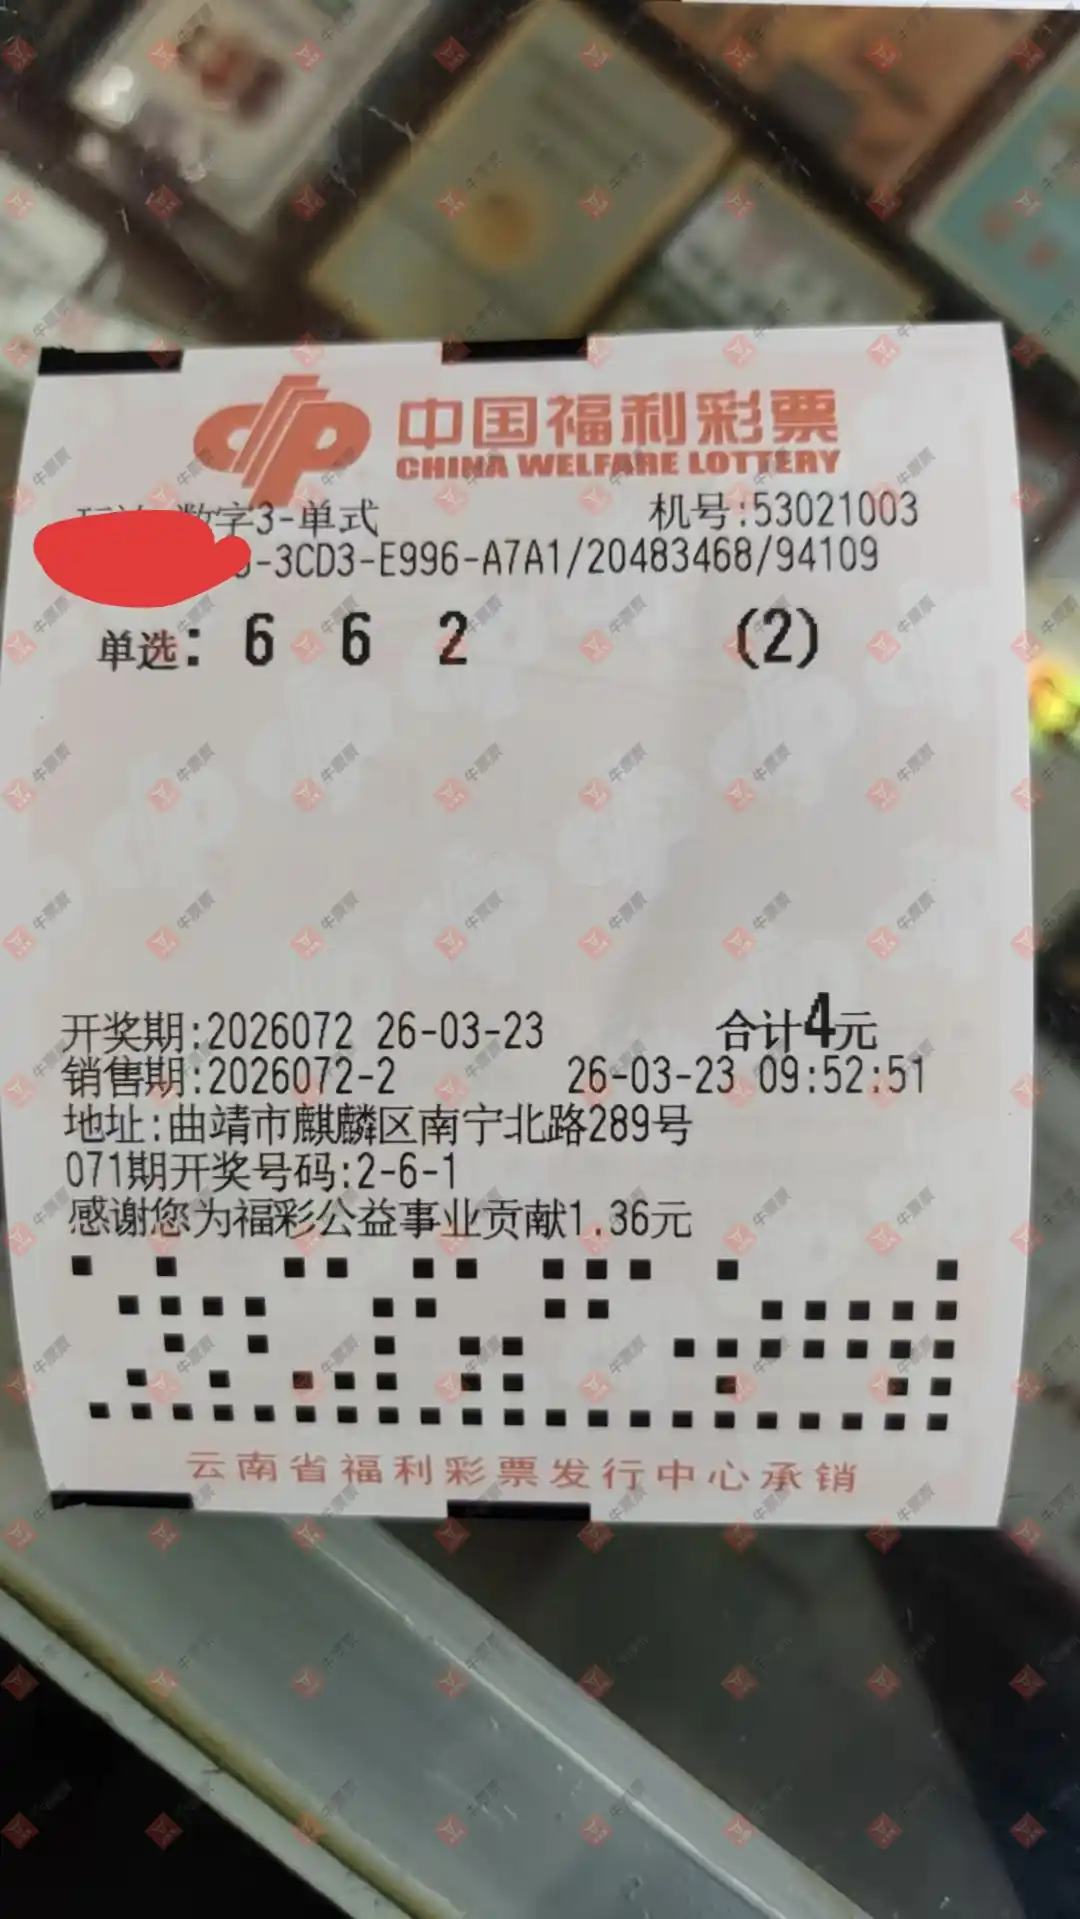 中国福利彩票
CHINA WELFARE LOTTERY
数字3-单式 机号:53021003
-3CD3-E996-A7A1/20483468/94109
单选: 6 6 2 (2)
开奖期:2026072 26-03-23 合计4元
销售期:2026072-2 26-03-23 09:52:51
地址:曲靖市麒麟区南宁北路289号
071期开奖号码:2-6-1
感谢您为福彩公益事业贡献1.36元
云南省福利彩票发行中心承销